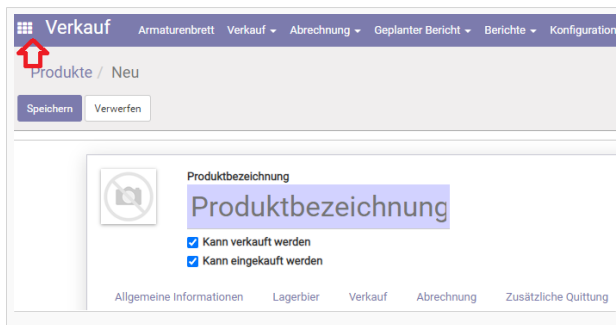 Verkauf Armaturenbrett Verkauf Abrechnung Geplanter Bericht Berichte Konfiguration
Produkte / Neu
Speichern Verwerfen
Produktbezeichnung
Produktbezeichnung
Kann verkauft werden
Kann eingekauft werden
Allgemeine Informationen Lagerbier Verkauf Abrechnung Zusätzliche Quittung